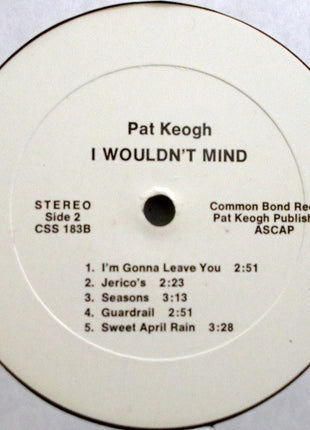 Pat Keogh
I WOULDN'T MIND
STEREO
Side 2
CSS 183B
Common Bond
Pat Keogh
ASCAP
1. I'm Gonna Leave You 2:51
2. Jerico's 2:23
3. Seasons 3:13
4. Guardrail 2:51
5. Sweet April Rain 3:28